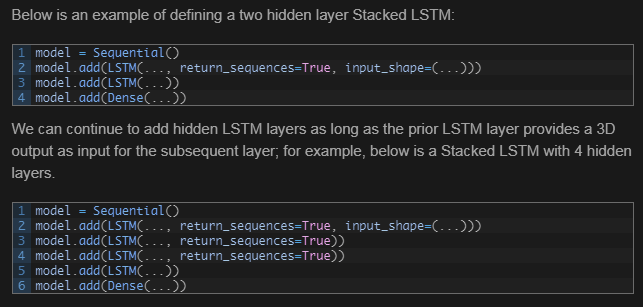 Below is an example of defining a two hidden layer Stacked LSTM:
1 model = Sequential()
2 model.add(LSTM(..., return_sequences=True, input_shape=(...)))
3 model.add(LSTM(...))
4 model.add(Dense(...))
We can continue to add hidden LSTM layers as long as the prior LSTM layer provides a 3D
output as input for the subsequent layer; for example, below is a Stacked LSTM with 4 hidden
layers.
1 model = Sequential()
2 model.add(LSTM(..., return_sequences=True, input_shape=(...)))
3 model.add(LSTM(..., return_sequences=True))
4 model.add(LSTM(..., return_sequences=True))
5 model.add(LSTM(...))
6 model.add(Dense(...))